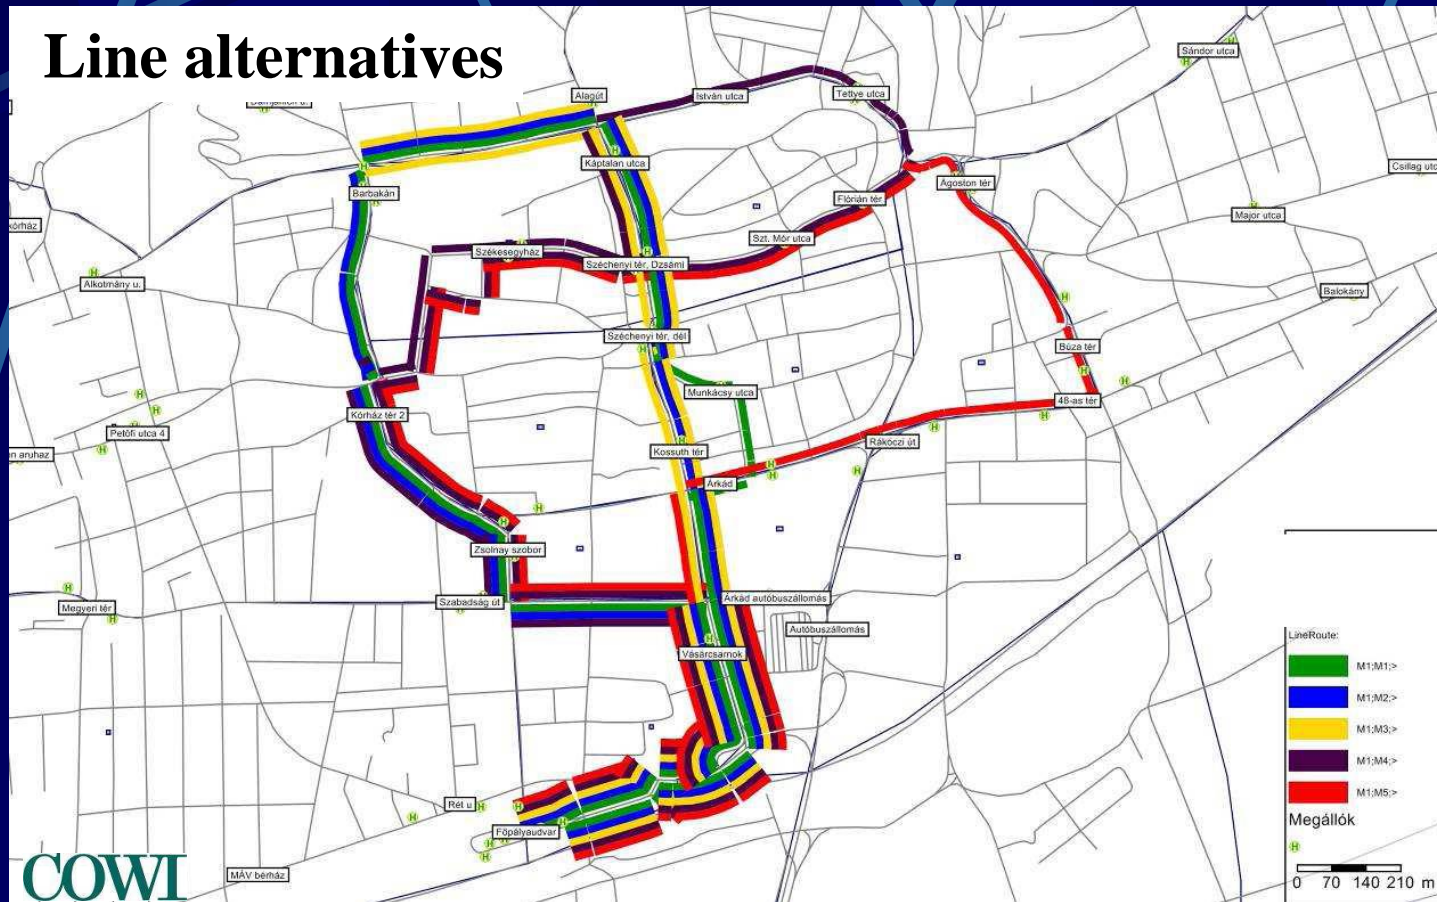 Line alternatives
Sándor utca
Alagút
István utca
Tettye utca
Káptalan utca
Csillag utc
Ágoston tér
Barbakán
Flórián tér
Major utca
kórház
Szt. Mór utca
Székesegyház
Széchenyi tér, Dzsámi
Alkotmány u.
Balokány
Széchenyi tér, dél
Búza tér
Munkácsy utca
48-as tér
Kórház tér 2
Petőfi utca 4
Rákóczi út
Kossuth tér
n aruhaz
Árkád
Zsolnay szobor
Szabadság út
Árkád autóbuszállomás
Megyeri tér
Autóbuszállomás
Vásárcsarnok
LineRoute:
M1;M1;>
M1;M2;>
M1;M3;>
M1;M4;>
M1;M5;>
Rét u
Megállók
Főpályaudvar
H
MÁV bérház
COWI
0 70 140 210 m